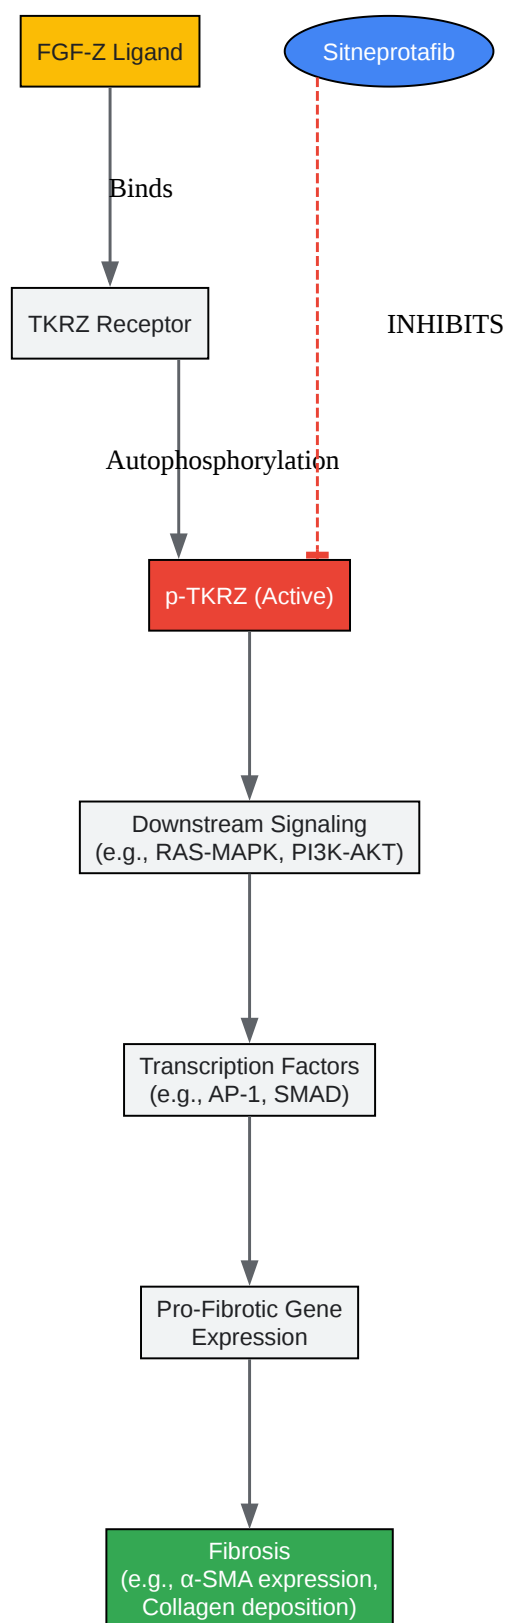 FGF-Z Ligand
Sitneprotafib
Binds
TKRZ Receptor
INHIBITS
Autophosphorylation
p-TKRZ (Active)
Downstream Signaling
(e.g., RAS-MAPK, PI3K-AKT)
Transcription Factors
(e.g., AP-1, SMAD)
Pro-Fibrotic Gene
Expression
Fibrosis
(e.g., α-SMA expression,
Collagen deposition)